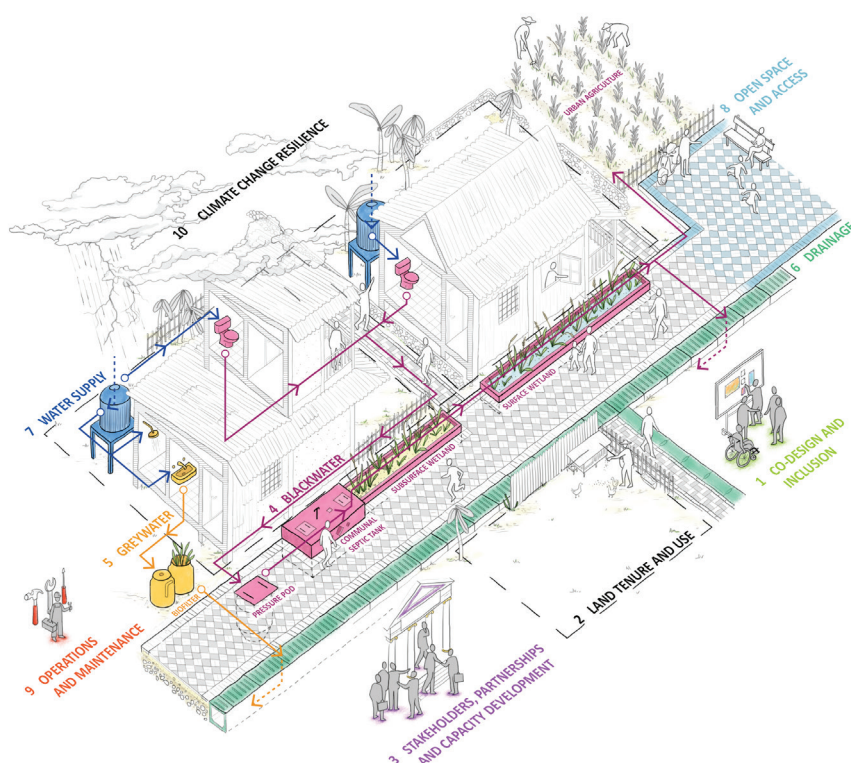 URBAN AGRICULTURE
8 OPEN SPACE
AND ACCESS
10 CLIMATE CHANGE RESILIENCE
6 DRAINAGE
7 WATER SUPPLY
SURFACE WETLAND
4 BLACKWATER
SUBSURFACE WETLAND
1 CO-DESIGN AND
INCLUSION
COMMUNAL
SEPTIC TANK
5 GREYWATER
PRESSURE POD
BIOFILTER
2 LAND TENURE AND USE
9 OPERATIONS
AND MAINTENANCE
3 STAKEHOLDERS, PARTNERSHIPS
AND CAPACITY DEVELOPMENT